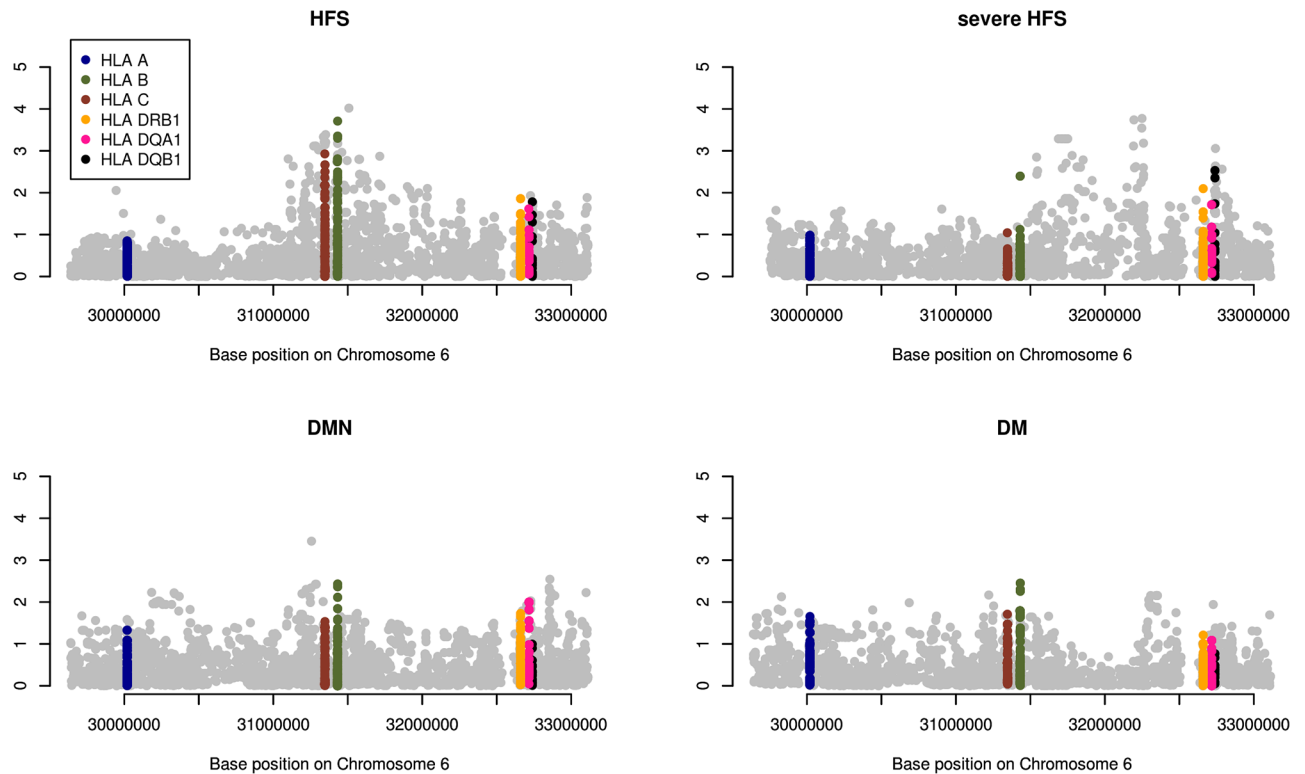 HFS
HLA A
HLA B
HLA C
HLA DRB1
HLA DQA1
HLA DQB1
5
4
3
2
1
0
30000000 31000000 32000000 33000000
Base position on Chromosome 6
severe HFS
5
4
3
2
1
0
30000000 31000000 32000000 33000000
Base position on Chromosome 6
DMN
5
4
3
2
1
0
30000000 31000000 32000000 33000000
Base position on Chromosome 6
DM
5
4
3
2
1
0
30000000 31000000 32000000 33000000
Base position on Chromosome 6